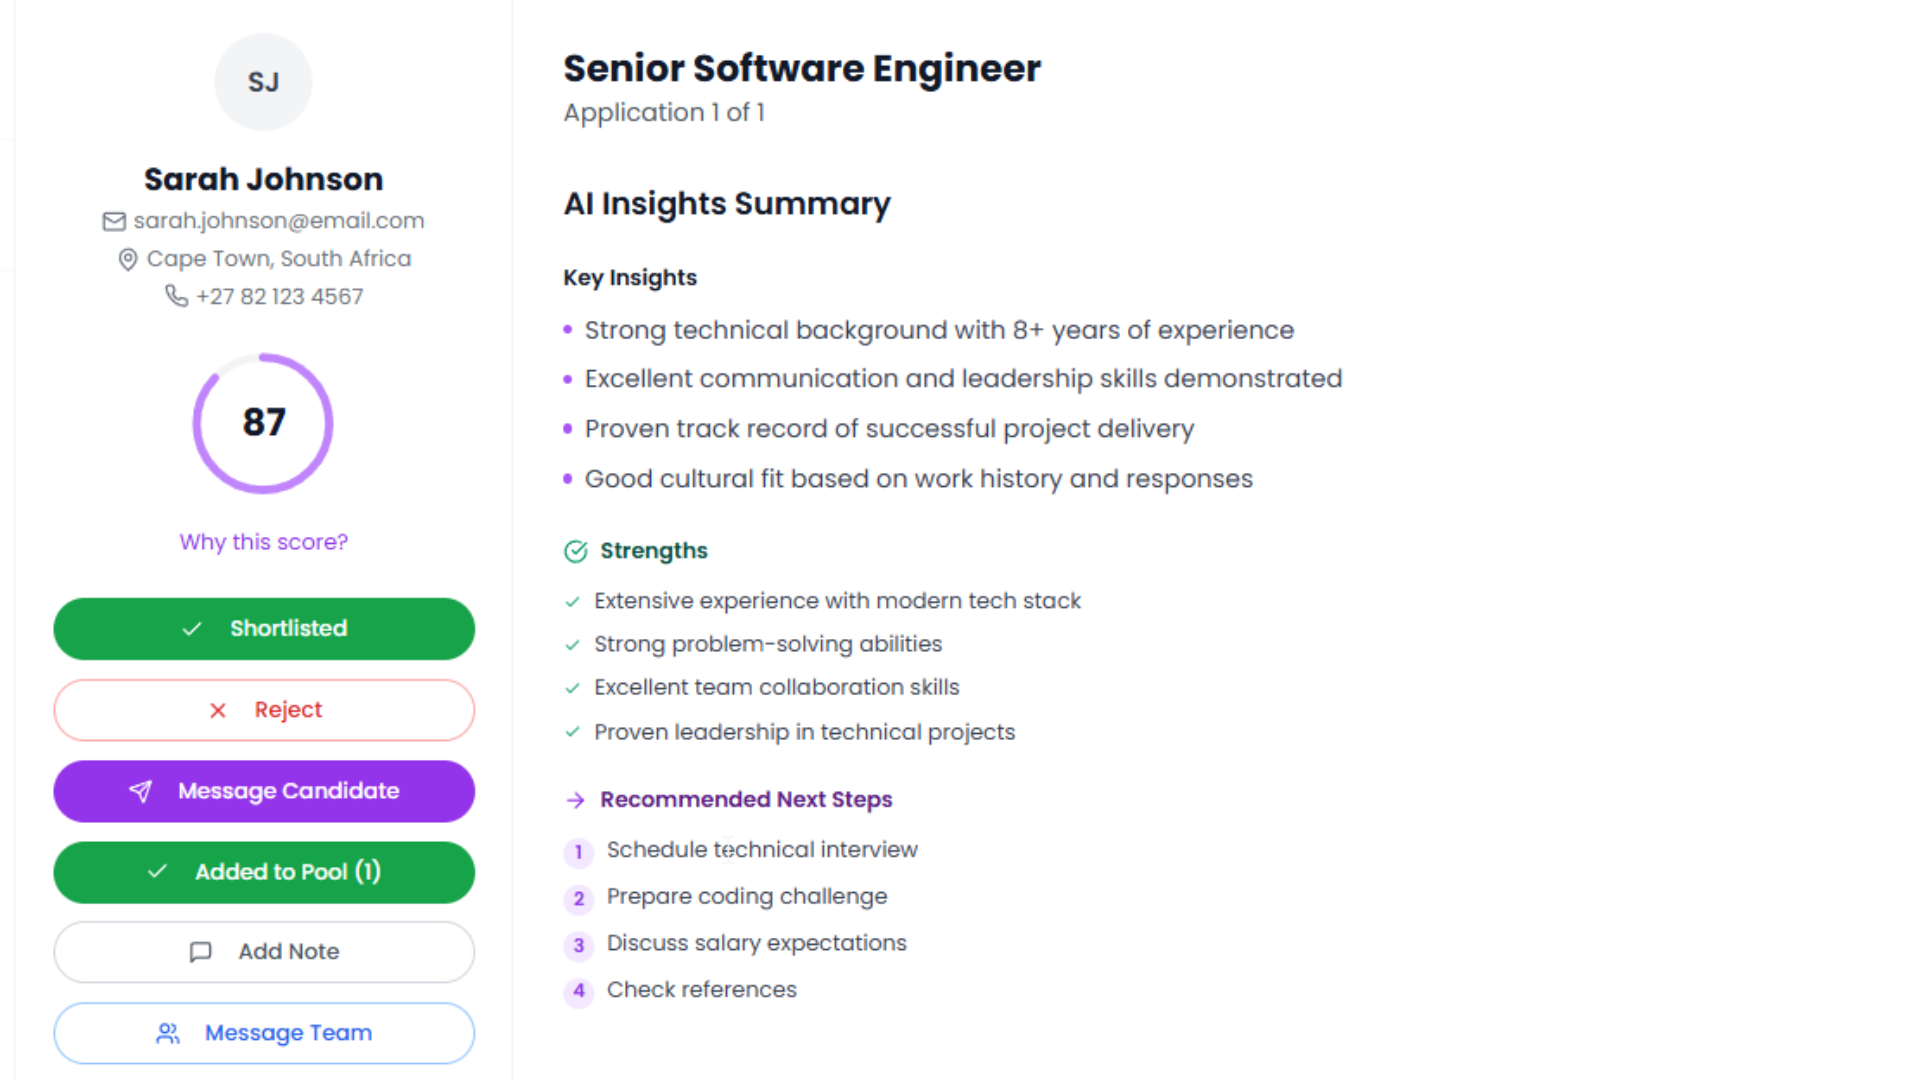 SJ
Sarah Johnson
sarah.johnson@email.com
Cape Town, South Africa
+27 82 123 4567
87
Why this score?
Shortlisted
Reject
Message Candidate
Added to Pool (1)
Add Note
Message Team
Senior Software Engineer
Application 1 of 1
AI Insights Summary
Key Insights
• Strong technical background with 8+ years of experience
• Excellent communication and leadership skills demonstrated
• Proven track record of successful project delivery
• Good cultural fit based on work history and responses
Strengths
Extensive experience with modern tech stack
Strong problem-solving abilities
Excellent team collaboration skills
Proven leadership in technical projects
Recommended Next Steps
1 Schedule technical interview
2 Prepare coding challenge
3 Discuss salary expectations
4 Check references